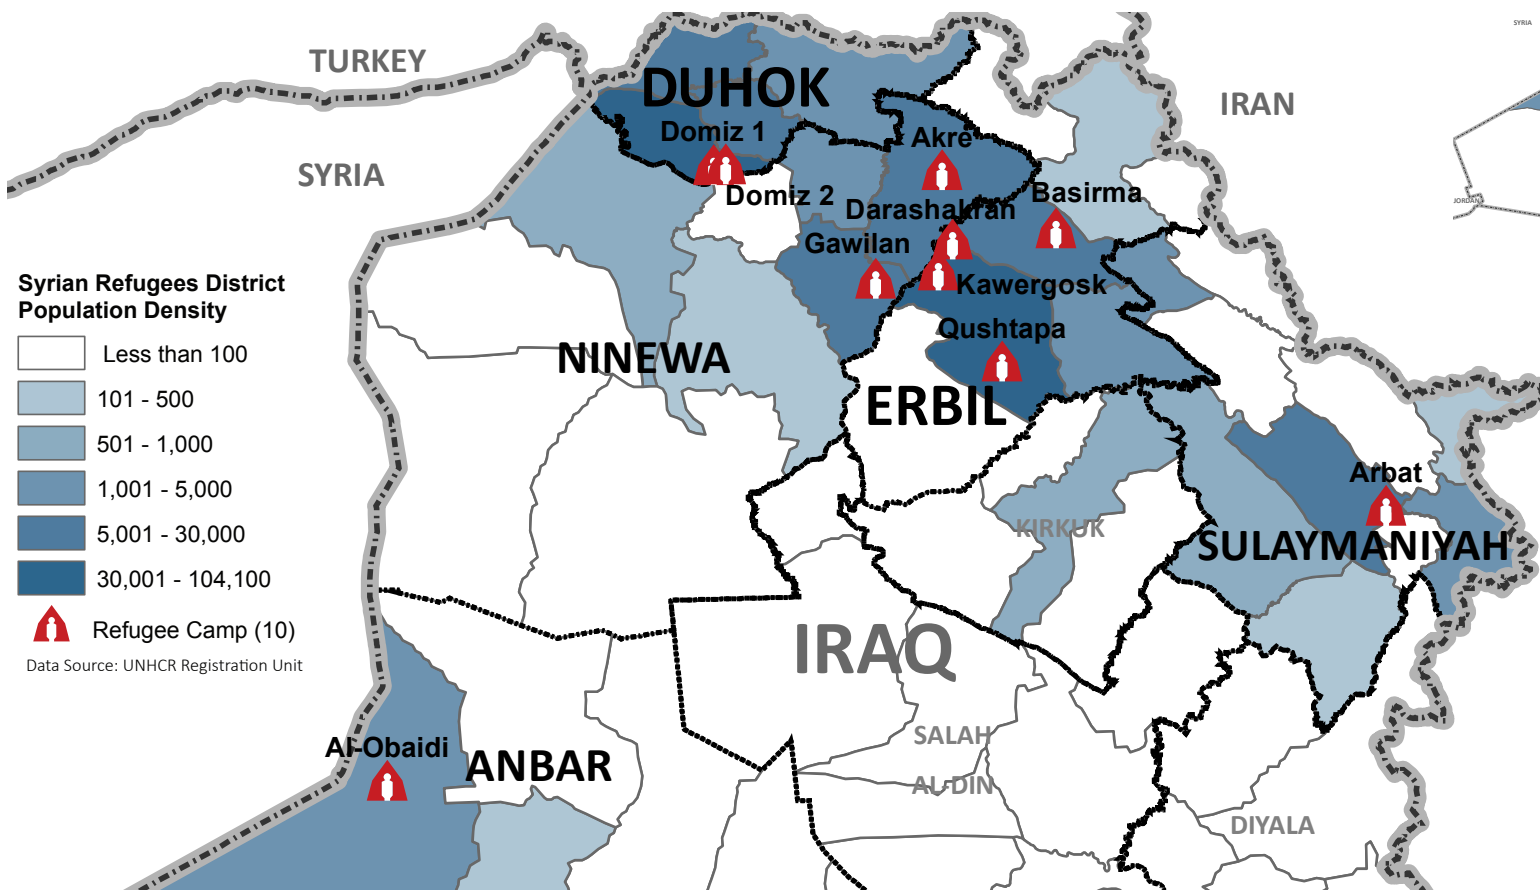 SYRIA
TURKEY
DUHOK
IRAN
Domiz 1
Akre
SYRIA
Domiz 2
Basirma
JORDAN
Darashakran
Gawilan
Syrian Refugees District
Population Density
Kawergosk
Qushtapa
Less than 100
NINEWA
101 - 500
ERBIL
501 - 1,000
1,001 - 5,000
Arbat
5,001 - 30,000
KIRKUK
SULAYMANIYAH
30,001 - 104,100
Refugee Camp (10)
IRAQ
Data Source: UNHCR Registration Unit
SALAH
Al-Obaidi
ANBAR
AL-DIN
DIYALA